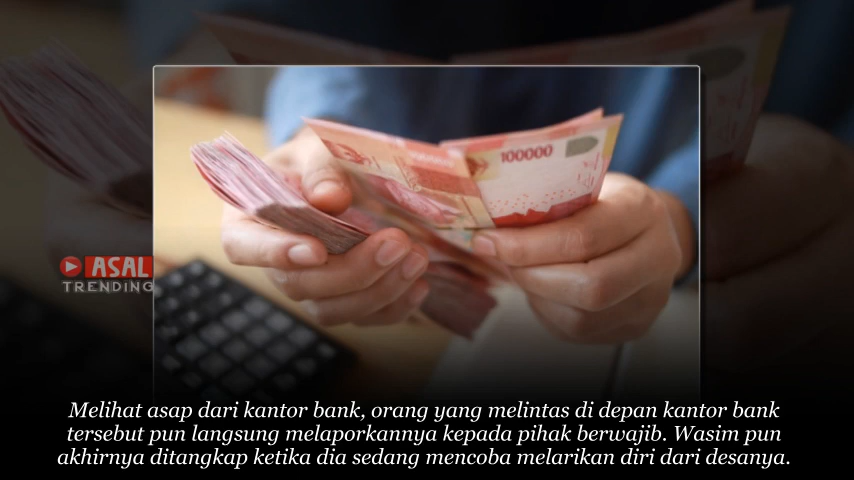 100000
ASAL
TRENDING
Melihat asap dari kantor bank, orang yang melintas di depan kantor bank
tersebut pun langsung melaporkannya kepada pihak berwajib. Wasim pun
akhirnya ditangkap ketika dia sedang mencoba melarikan diri dari desanya.